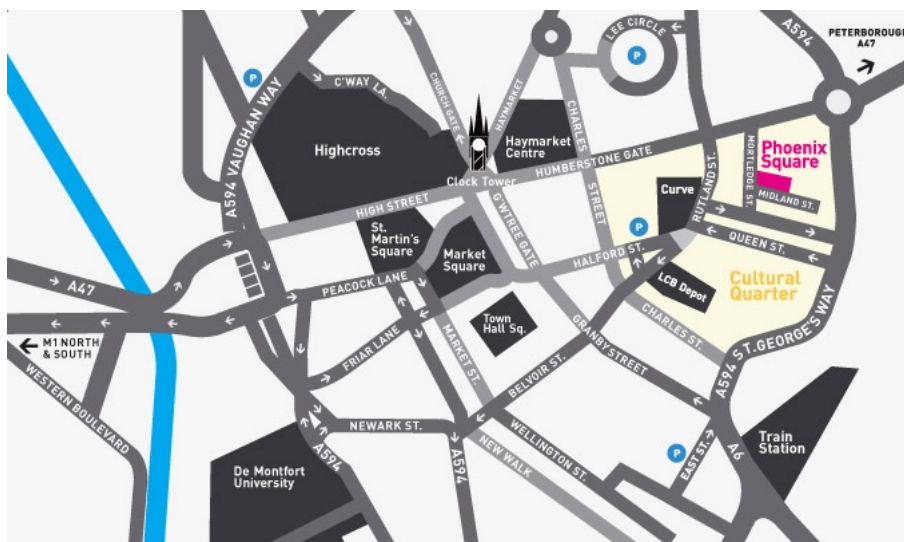 A594
PETERBOROUGH
A47
LEE CIRCLE
P
P
C'WAY LA.
CHURCH GATE
HAYMARKET
A594 VAUGHAN WAY
Highcross
Haymarket
Centre
CHARLES
STREET
HUMBERSTONE GATE
Clock Tower
RUTLAND ST.
MORTLEDGE ST.
Phoenix
Square
MIDLAND ST.
Curve
HIGH STREET
G'WTREE GATE
St.
Martin's
Square
Market
Square
P
HALFORD ST.
QUEEN ST.
A47
PEACOCK LANE
LCB Depot
Cultural
Quarter
M1 NORTH
& SOUTH
FRIAR LANE
Town
Hall Sq.
MARKET ST.
GRANBY STREET
CHARLES ST.
A594 ST.GEORGE'S WAY
BELVOIR ST.
WESTERN BOULEVARD
NEWARK ST.
A594
A594
NEW WALK
WELLINGTON ST.
P
EAST ST.
A6
Train
Station
De Montfort
University